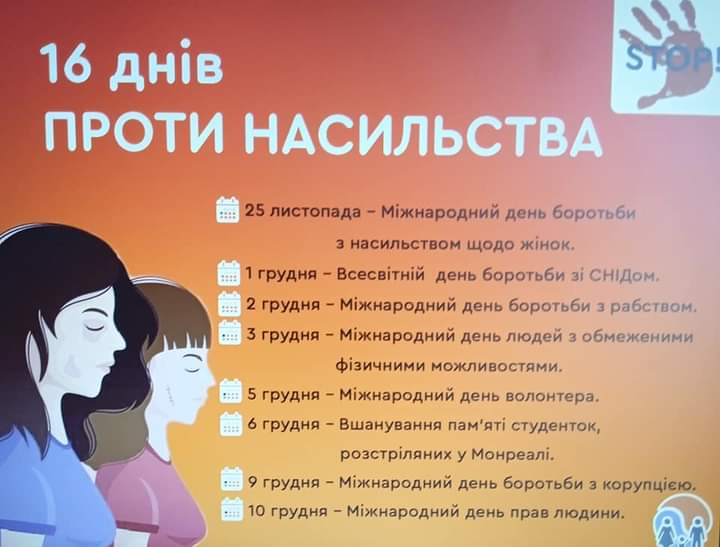 16 днів
ПРОТИ НАСИЛЬСТВА
STOP!
25 листопада – Міжнародний день боротьби
з насильством щодо жінок.
1 грудня – Всесвітній день боротьби зі СНІДом.
2 грудня – Міжнародний день боротьби з рабством.
3 грудня – Міжнародний день людей з обмеженими
фізичними можливостями.
5 грудня – Міжнародний день волонтера.
6 грудня – Вшанування пам’яті студенток,
розстріляних у Монреалі.
9 грудня – Міжнародний день боротьби з корупцією.
10 грудня – Міжнародний день прав людини.